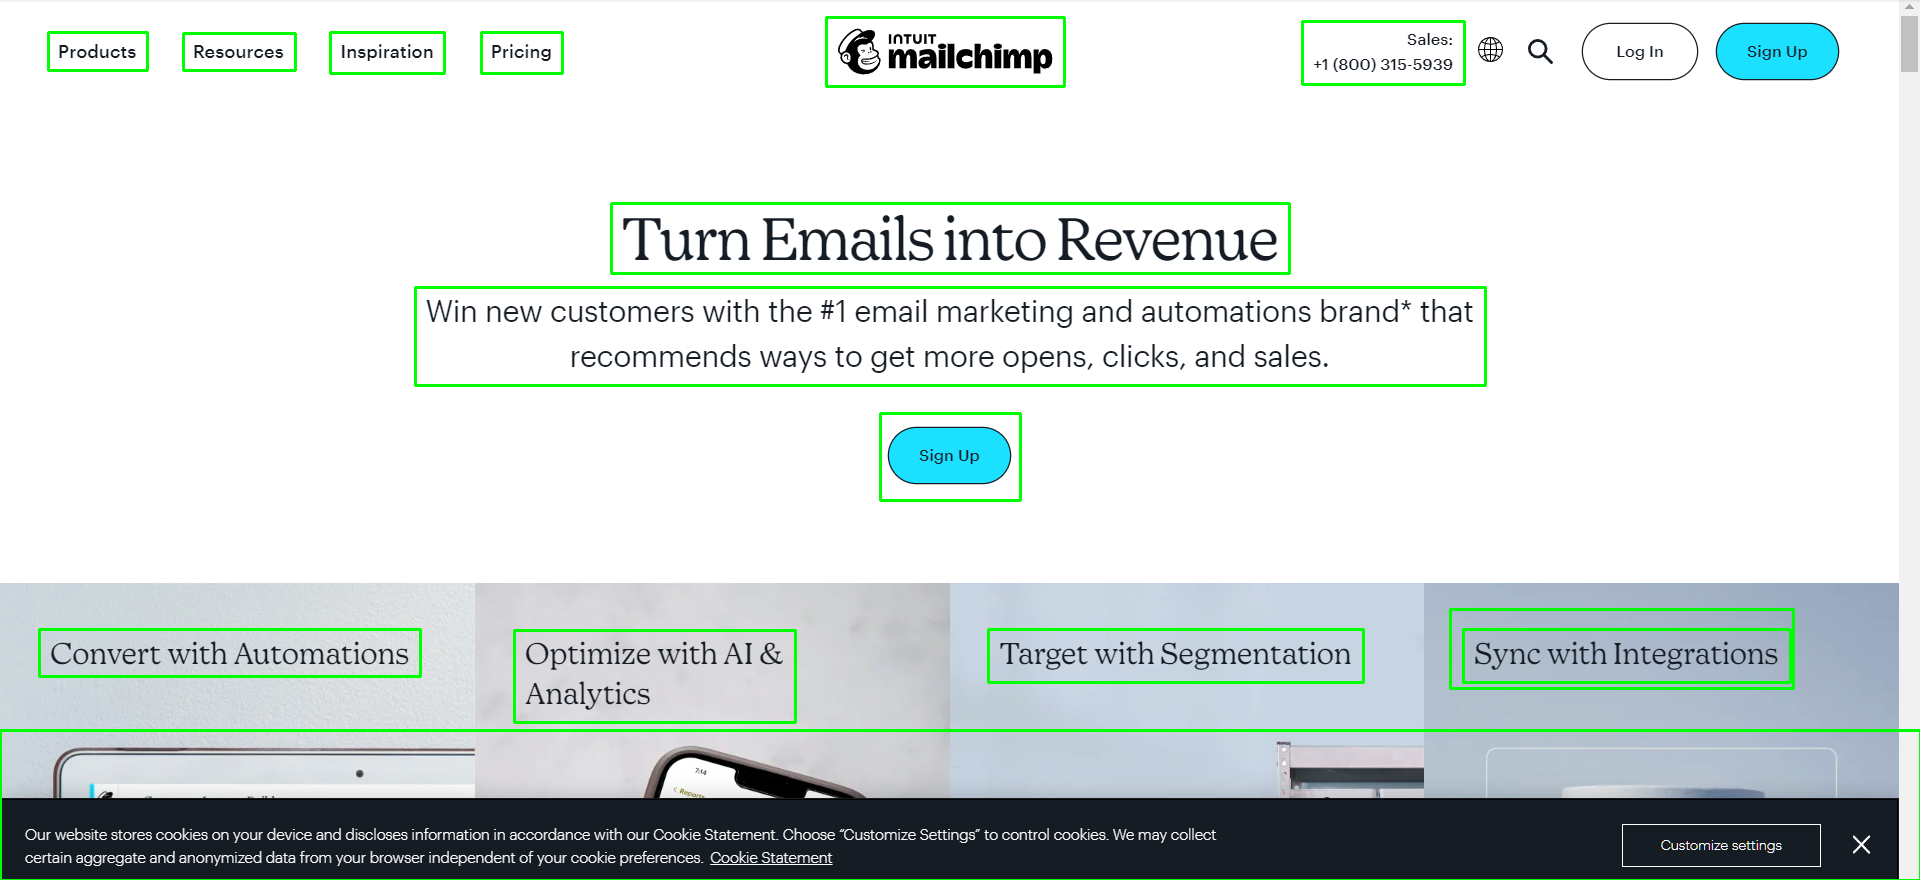 Products
Resources
Inspiration
Pricing
INTUIT
mailchimp
Sales:
+1 (800) 315-5939
Log In
Sign Up
Turn Emails into Revenue
Win new customers with the #1 email marketing and automations brand* that
recommends ways to get more opens, clicks, and sales.
Sign Up
Convert with Automations
Optimize with AI &
Analytics
Target with Segmentation
Sync with Integrations
7:14
Reports
Our website stores cookies on your device and discloses information in accordance with our Cookie Statement. Choose “Customize Settings” to control cookies. We may collect
certain aggregate and anonymized data from your browser independent of your cookie preferences. Cookie Statement
Customize settings